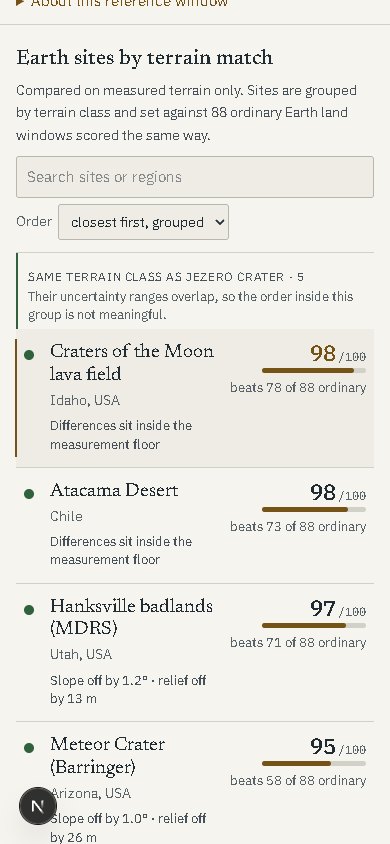 ▶ About this reference window
Earth sites by terrain match
Compared on measured terrain only. Sites are grouped
by terrain class and set against 88 ordinary Earth land
windows scored the same way.
Search sites or regions
Order closest first, grouped
SAME TERRAIN CLASS AS JEZERO CRATER · 5
Their uncertainty ranges overlap, so the order inside this
group is not meaningful.
Craters of the Moon
lava field
98 /100
beats 78 of 88 ordinary
Idaho, USA
Differences sit inside the
measurement floor
Atacama Desert
98 /100
beats 73 of 88 ordinary
Chile
Differences sit inside the
measurement floor
Hanksville badlands
(MDRS)
97 /100
beats 71 of 88 ordinary
Utah, USA
Slope off by 1.2° · relief off
by 13 m
Meteor Crater
(Barringer)
95 /100
beats 58 of 88 ordinary
Arizona, USA
Slope off by 1.0° · relief off
by 26 m
N